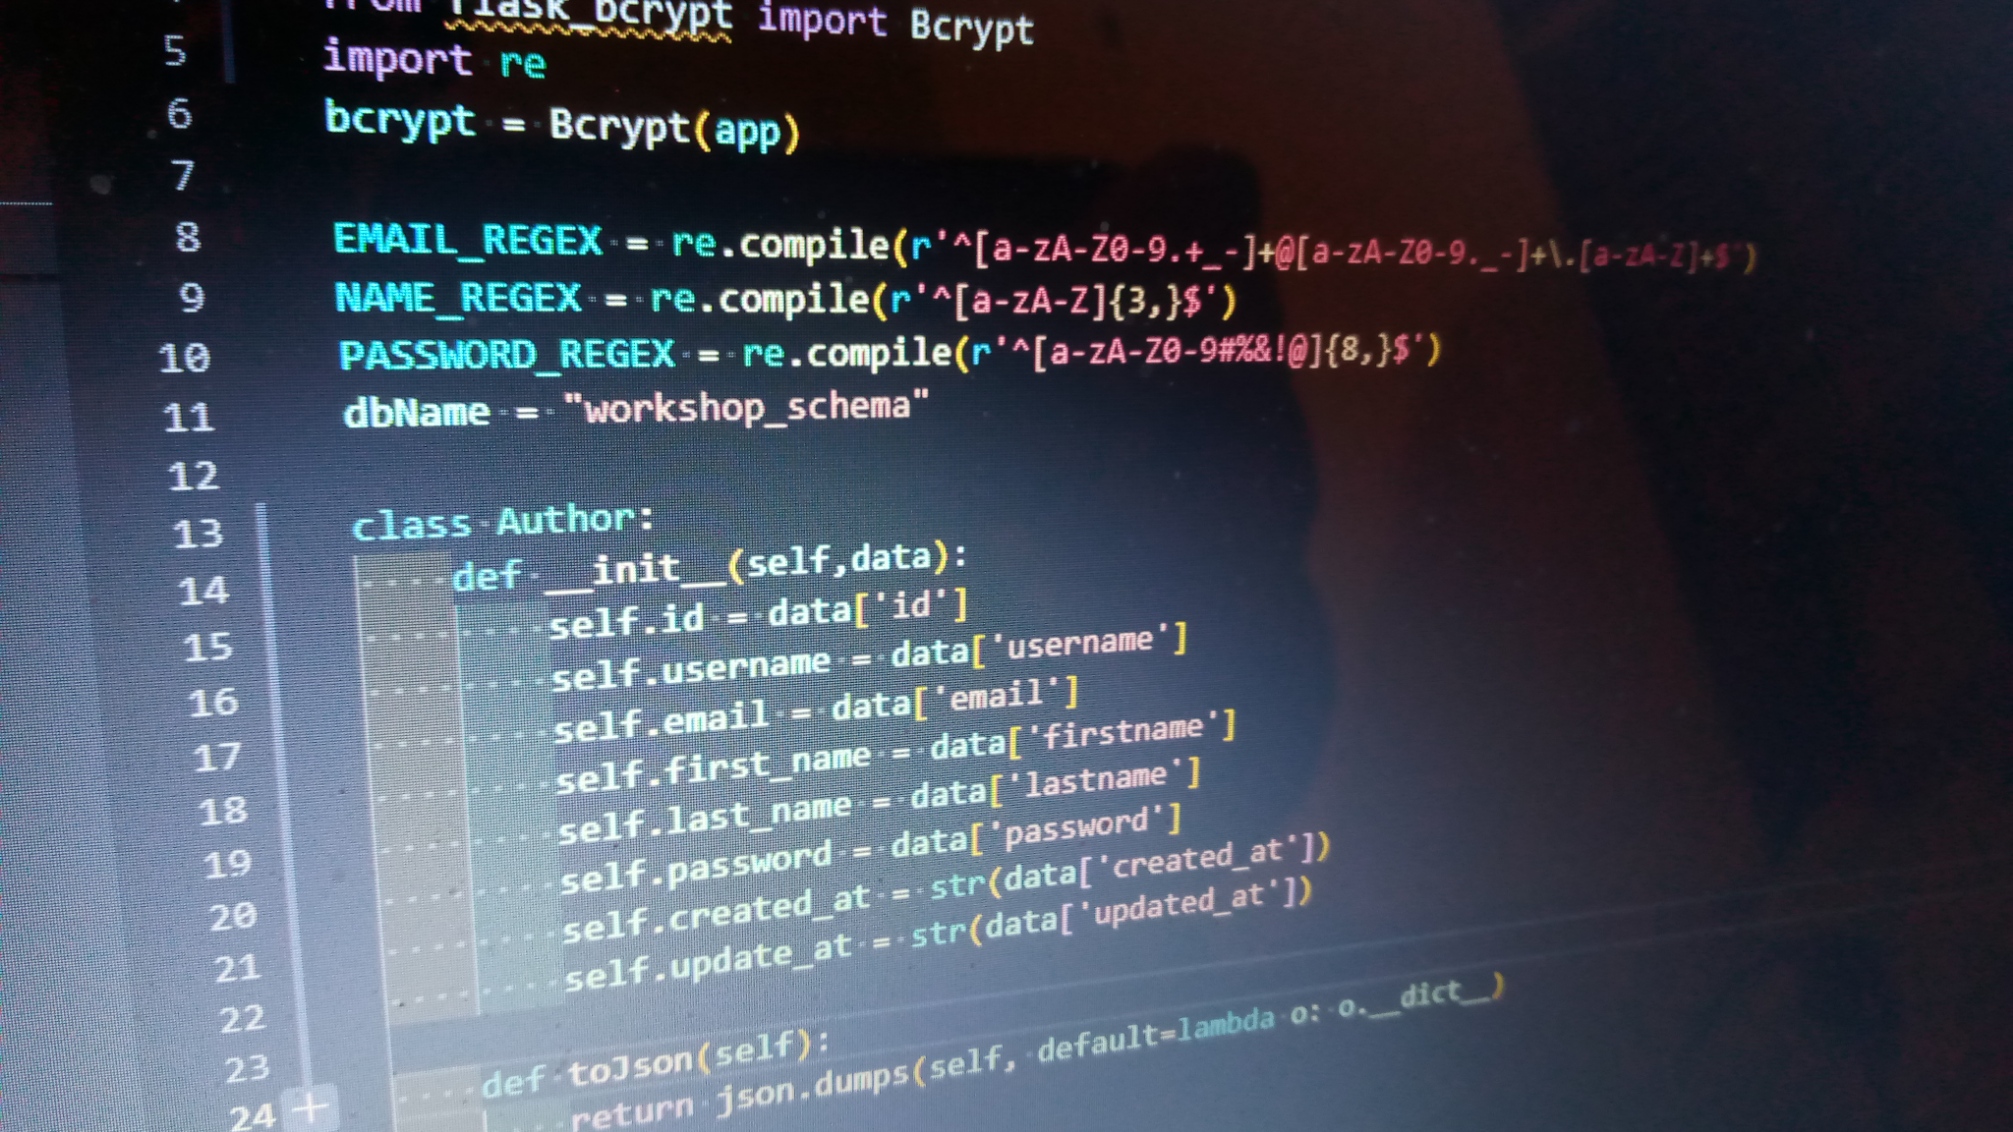 from flask_bcrypt import Bcrypt
5 import re
6 bcrypt = Bcrypt(app)
7
8 EMAIL_REGEX = re.compile(r'^[a-zA-Z0-9.+_-]+@[a-zA-Z0-9._-]+\.[a-zA-Z]+$')
9 NAME_REGEX = re.compile(r'^[a-zA-Z]{3,}$')
10 PASSWORD_REGEX = re.compile(r'^[a-zA-Z0-9#%&!@]{8,}$')
11 dbName = "workshop_schema"
12
13 class Author:
14 def __init__(self,data):
15 self.id = data['id']
16 self.username = data['username']
17 self.email = data['email']
18 self.first_name = data['firstname']
19 self.last_name = data['lastname']
20 self.password = data['password']
21 self.created_at = str(data['created_at'])
22 self.update_at = str(data['updated_at'])
23
24 def toJson(self):
return json.dumps(self, default=lambda o: o.__dict__)